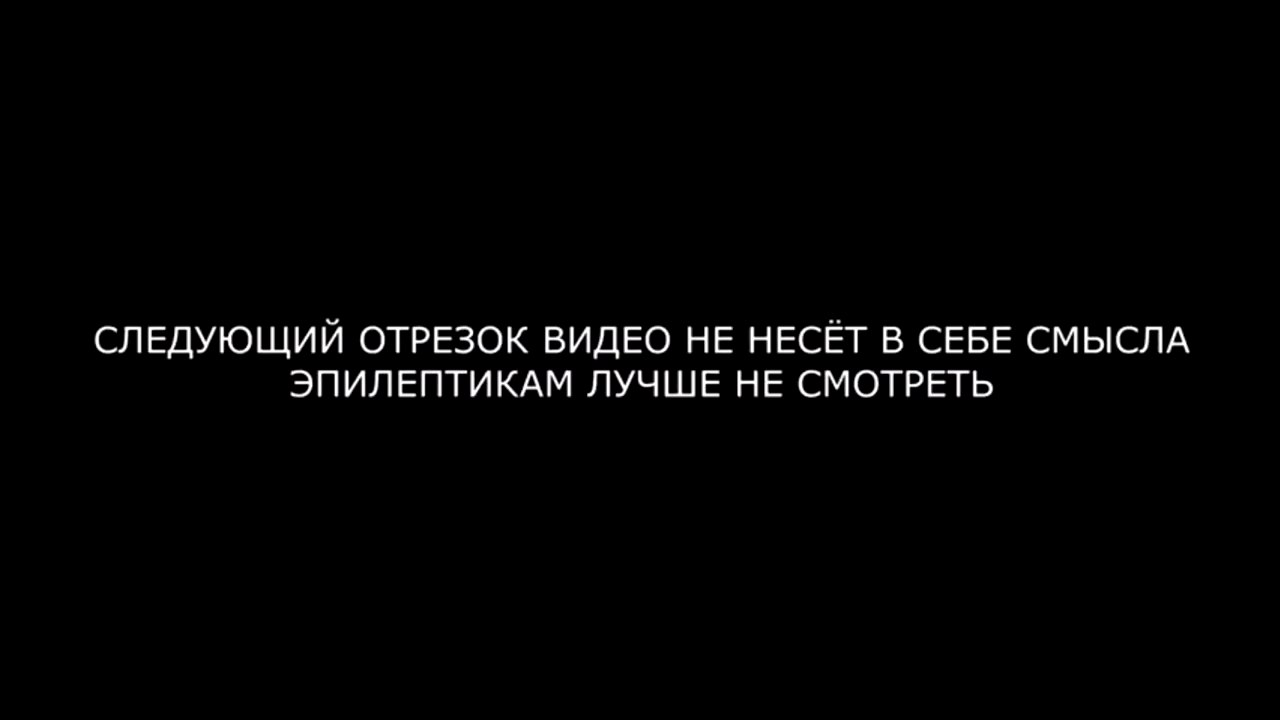 СЛЕДУЮЩИЙ ОТРЕЗОК ВИДЕО НЕ НЕСЁТ В СЕБЕ СМЫСЛА
ЭПИЛЕПТИКАМ ЛУЧШЕ НЕ СМОТРЕТЬ